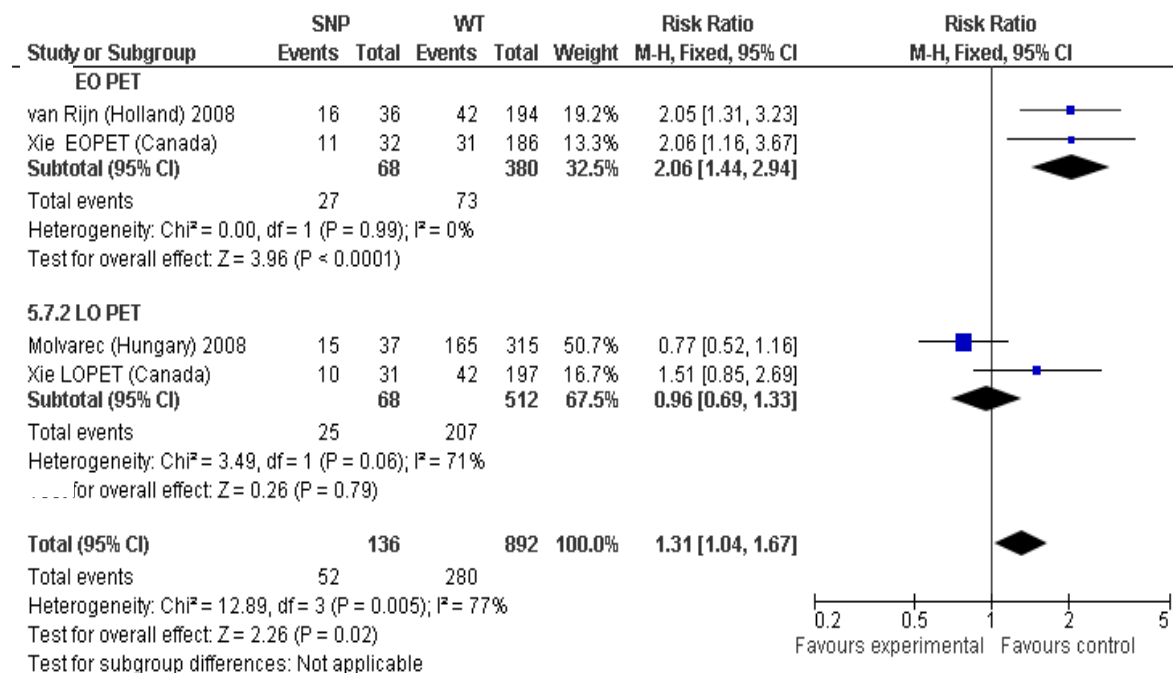 SNP WT Risk Ratio Risk Ratio
Study or Subgroup Events Total Events Total Weight M-H, Fixed, 95% CI M-H, Fixed, 95% CI
EO PET
van Rijn (Holland) 2008 16 36 42 194 19.2% 2.05 [1.31, 3.23]
Xie EOPET (Canada) 11 32 31 186 13.3% 2.06 [1.16, 3.67]
Subtotal (95% CI) 68 380 32.5% 2.06 [1.44, 2.94]
Total events 27 73
Heterogeneity: Chi² = 0.00, df = 1 (P = 0.99); I² = 0%
Test for overall effect: Z = 3.96 (P < 0.0001)
5.7.2 LO PET
Molvarec (Hungary) 2008 15 37 165 315 50.7% 0.77 [0.52, 1.16]
Xie LOPET (Canada) 10 31 42 197 16.7% 1.51 [0.85, 2.69]
Subtotal (95% CI) 68 512 67.5% 0.96 [0.69, 1.33]
Total events 25 207
Heterogeneity: Chi² = 3.49, df = 1 (P = 0.06); I² = 71%
for overall effect: Z = 0.26 (P = 0.79)
Total (95% CI) 136 892 100.0% 1.31 [1.04, 1.67]
Total events 52 280
Heterogeneity: Chi² = 12.89, df = 3 (P = 0.005); I² = 77%
Test for overall effect: Z = 2.26 (P = 0.02)
Test for subgroup differences: Not applicable
0.2 0.5 1 2 5
Favours experimental Favours control